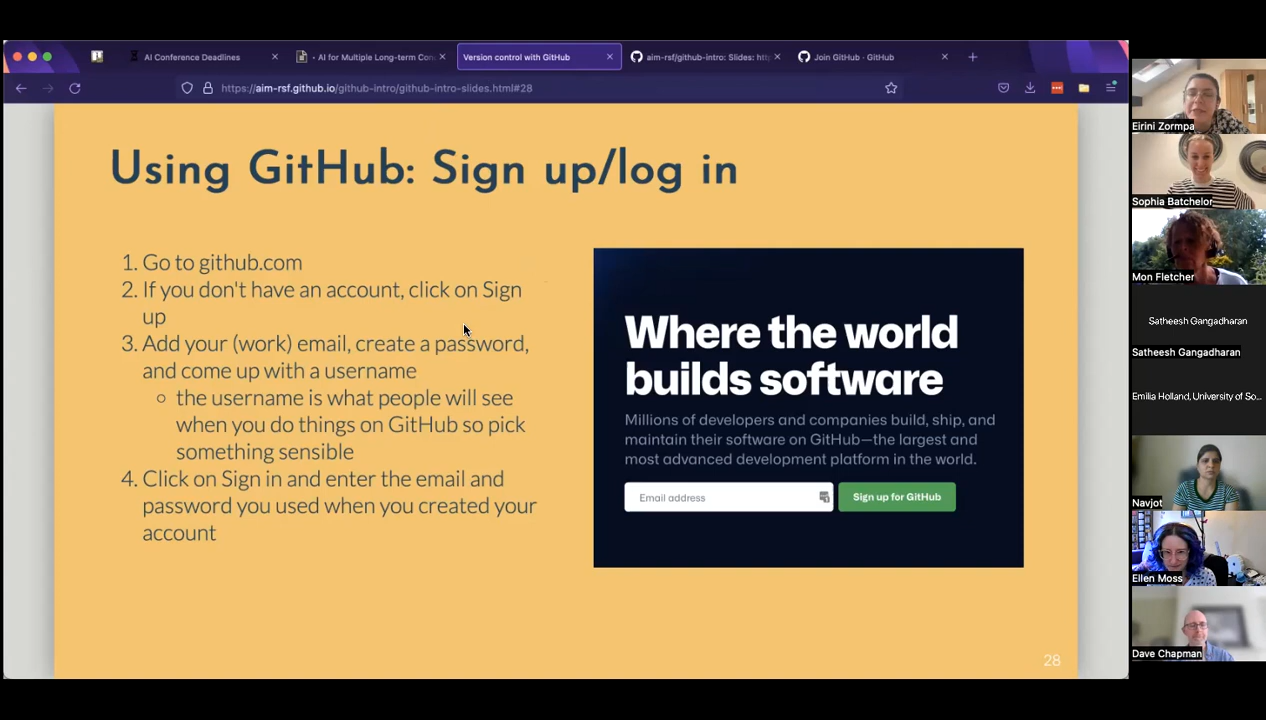 AI Conference Deadlines
- AI for Multiple Long-term Con
Version control with GitHub
aim-rsf/github-intro: Slides: htt
Join GitHub · GitHub
https://aim-rsf.github.io/github-intro/github-intro-slides.html#28
Using GitHub: Sign up/log in
1. Go to github.com
2. If you don't have an account, click on Sign
up
3. Add your (work) email, create a password,
and come up with a username
the username is what people will see
when you do things on GitHub so pick
something sensible
4. Click on Sign in and enter the email and
password you used when you created your
account
Where the world
builds software
Millions of developers and companies build, ship, and
maintain their software on GitHub—the largest and
most advanced development platform in the world.
Email address
Sign up for GitHub
28
Eirini Zormpa
Sophia Batchelor
Mon Fletcher
Satheesh Gangadharan
Satheesh Gangadharan
Emilia Holland, University of So...
Navjot
Ellen Moss
Dave Chapman